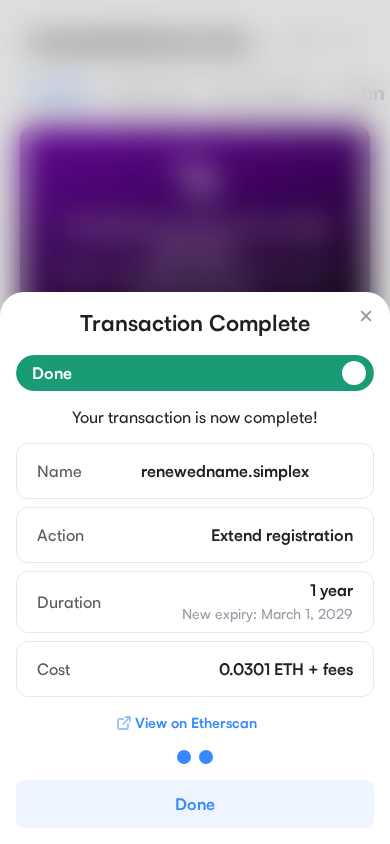 Transaction Complete
Done
Your transaction is now complete!
Name renewedname.simplex
Action Extend registration
Duration 1 year
New expiry: March 1, 2029
Cost 0.0301 ETH + fees
View on Etherscan
Done